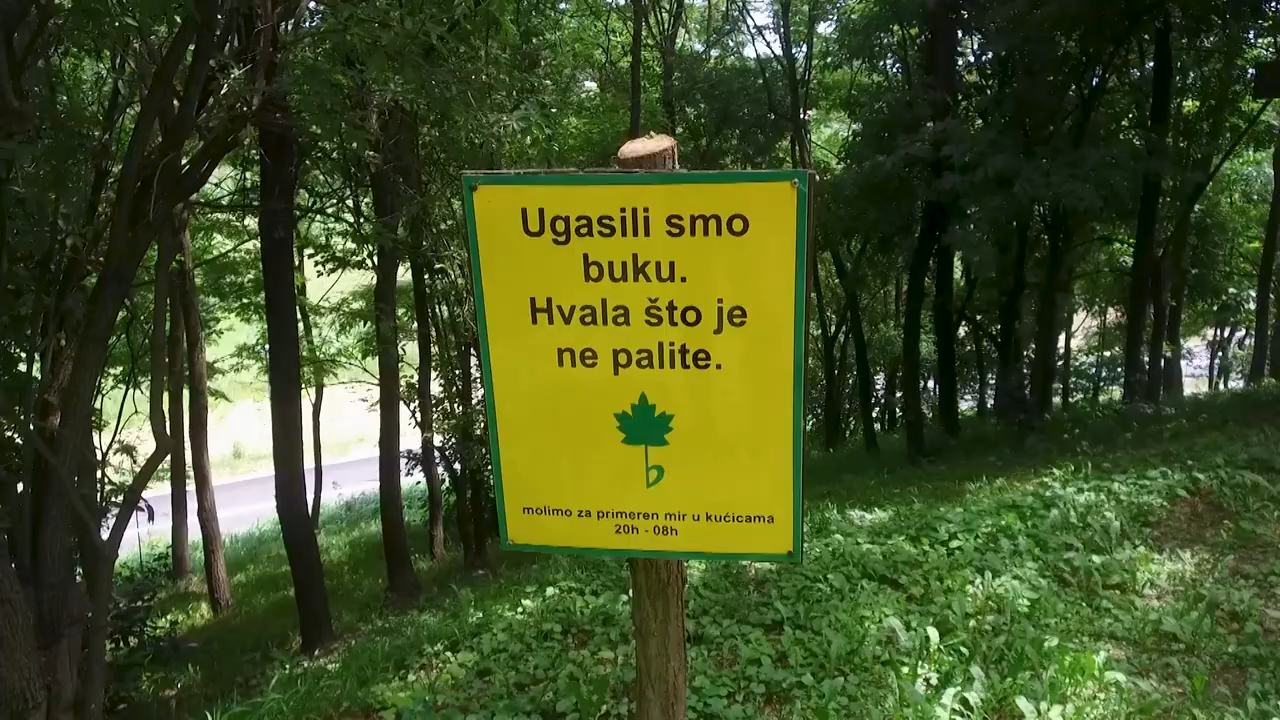 Ugasili smo
buku.
Hvala što je
ne palite.
molimo za primeren mir u kućicama
20h - 08h